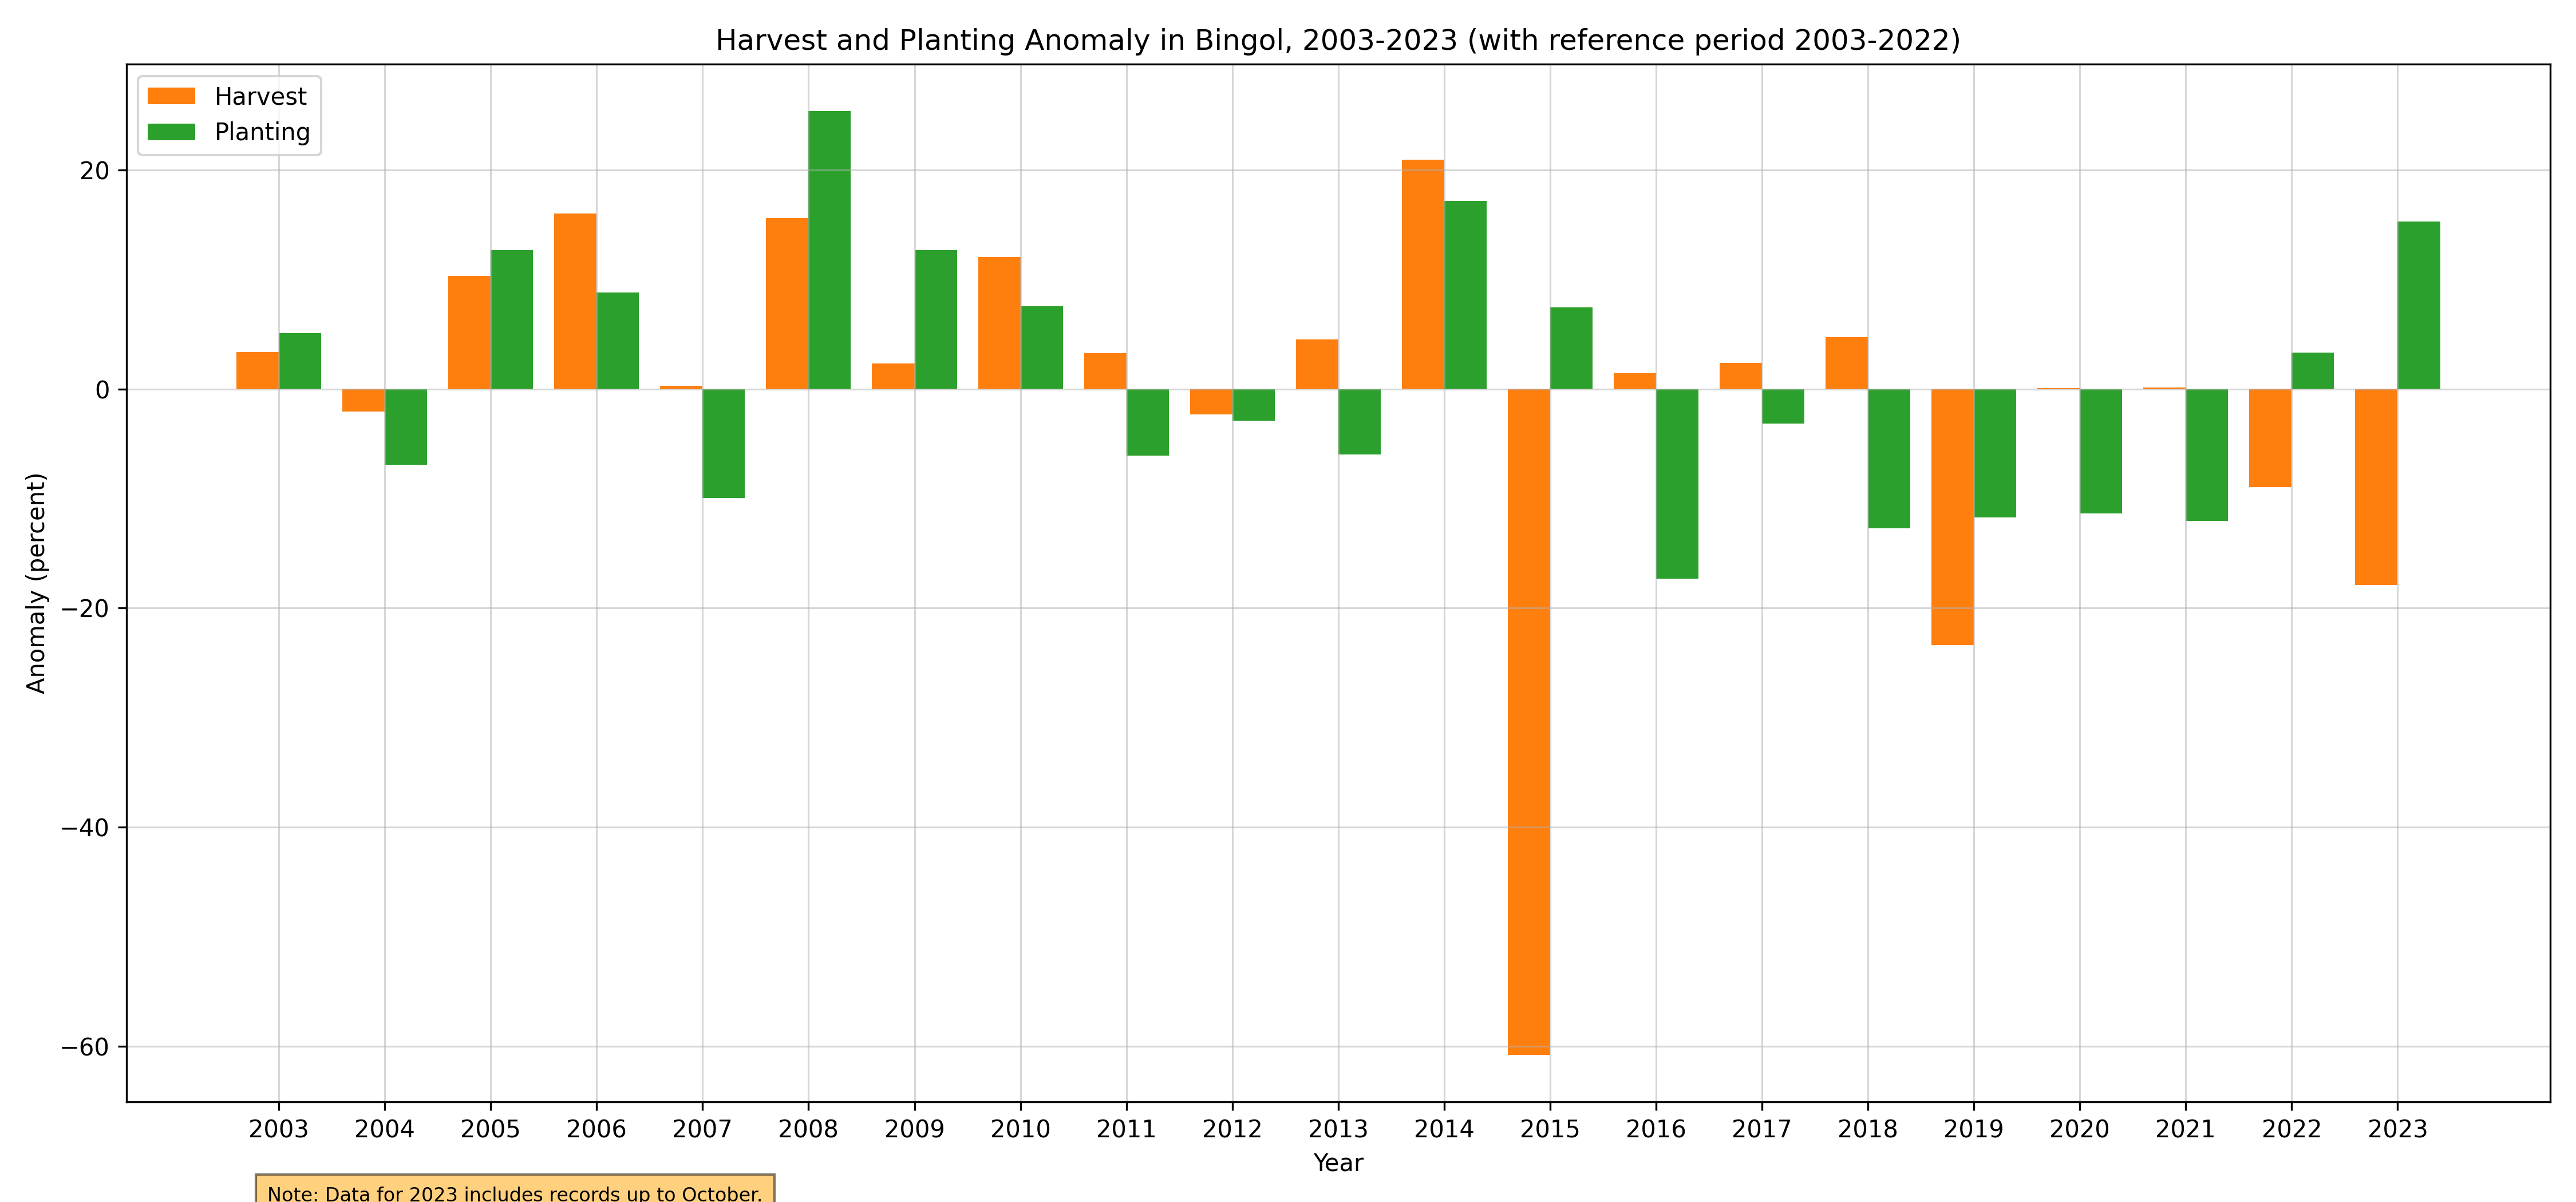 Harvest and Planting Anomaly in Bingol, 2003-2023 (with reference period 2003-2022)
Harvest
Planting
20
0
−20
−40
−60
Anomaly (percent)
2003 2004 2005 2006 2007 2008 2009 2010 2011 2012 2013 2014 2015 2016 2017 2018 2019 2020 2021 2022 2023
Year
Note: Data for 2023 includes records up to October.